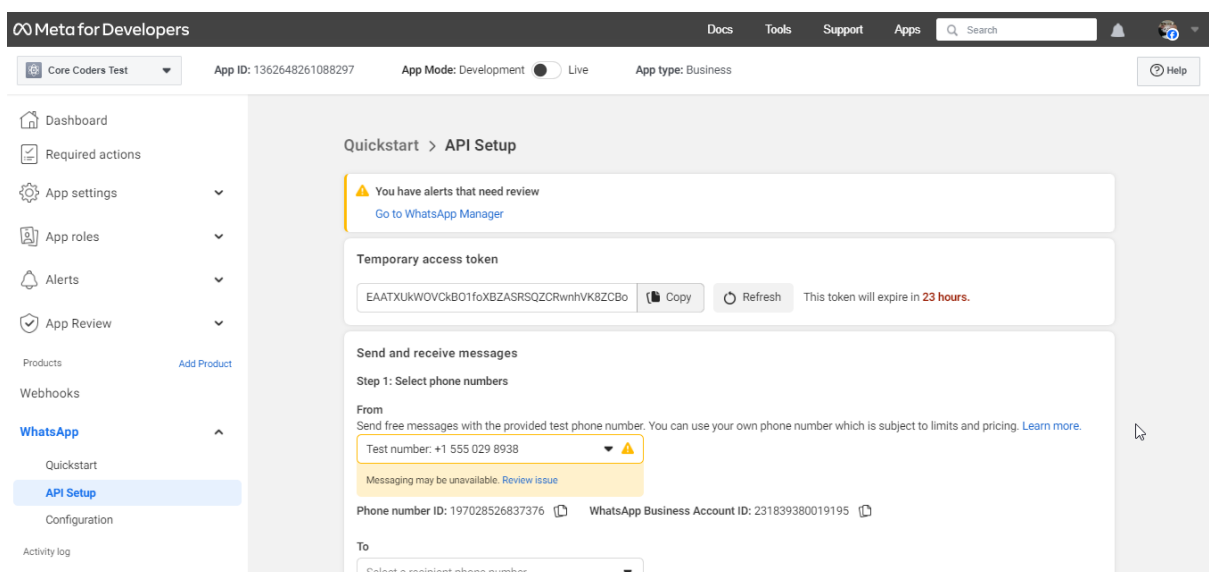 Meta for Developers
Docs Tools Support Apps Search
Core Coders Test App ID: 1362648261088297 App Mode: Development Live App type: Business Help
Dashboard
Required actions
App settings
App roles
Alerts
App Review
Products Add Product
Webhooks
WhatsApp
Quickstart
API Setup
Configuration
Activity log
Quickstart > API Setup
You have alerts that need review
Go to WhatsApp Manager
Temporary access token
EAATXUkWOVCkBO1foXBZASRSQZCRwnhVK8ZCBo Copy Refresh This token will expire in 23 hours.
Send and receive messages
Step 1: Select phone numbers
From
Send free messages with the provided test phone number. You can use your own phone number which is subject to limits and pricing. Learn more.
Test number: +1 555 029 8938
Messaging may be unavailable. Review issue
Phone number ID: 197028526837376 WhatsApp Business Account ID: 231839380019195
To
Select a recipient phone number